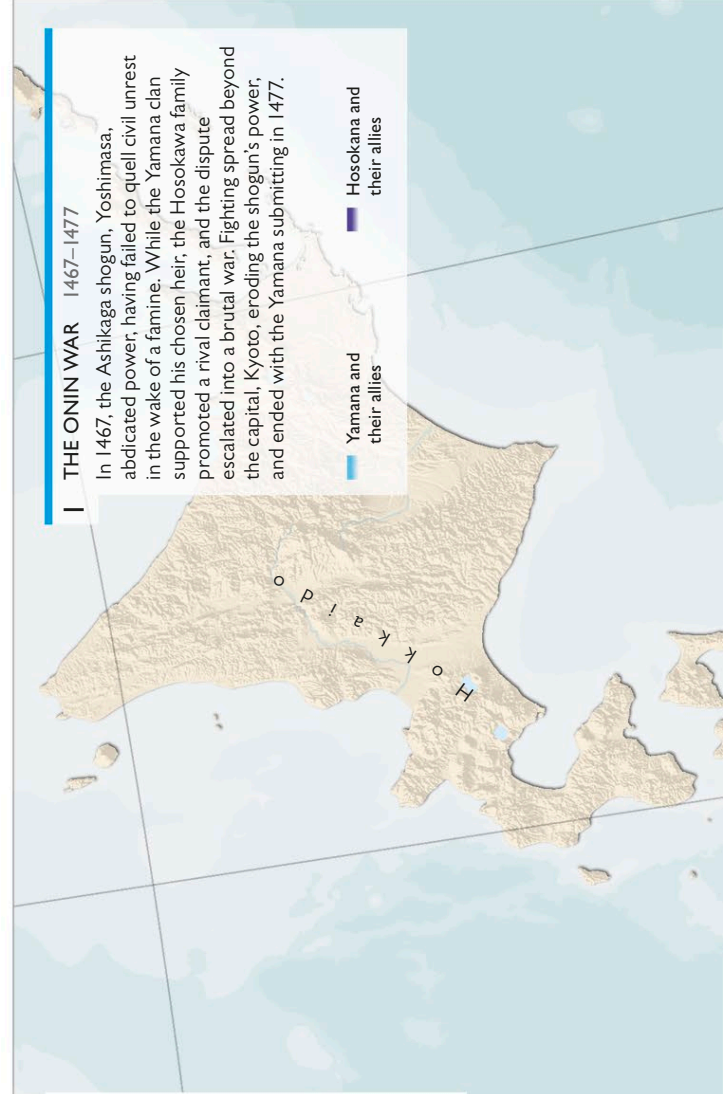 1 THE ONIN WAR 1467–1477
In 1467, the Ashikaga shogun, Yoshimasa,
abdicated power, having failed to quell civil unrest
in the wake of a famine. While the Yamana clan
supported his chosen heir, the Hosokawa family
promoted a rival claimant, and the dispute
escalated into a brutal war. Fighting spread beyond
the capital, Kyoto, eroding the shogun's power,
and ended with the Yamana submitting in 1477.
Yamana and
their allies
Hosokana and
their allies
Hokkaido